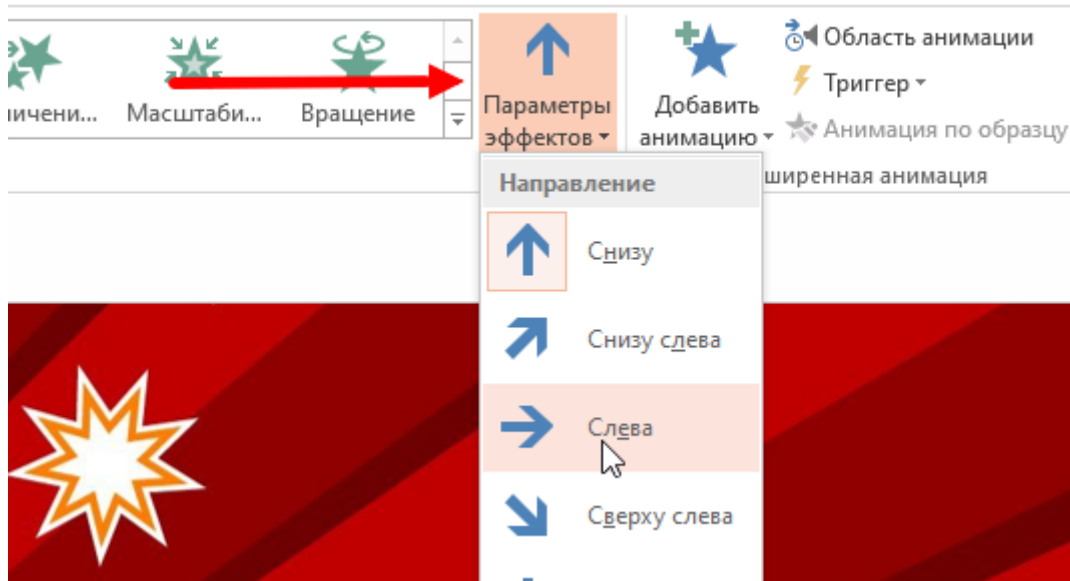 Область анимации
Триггер
ичени... Масштаби... Вращение
Параметры эффектов
Добавить анимацию
Анимация по образцу
ширенная анимация
Направление
Снизу
Снизу слева
Слева
Сверху слева